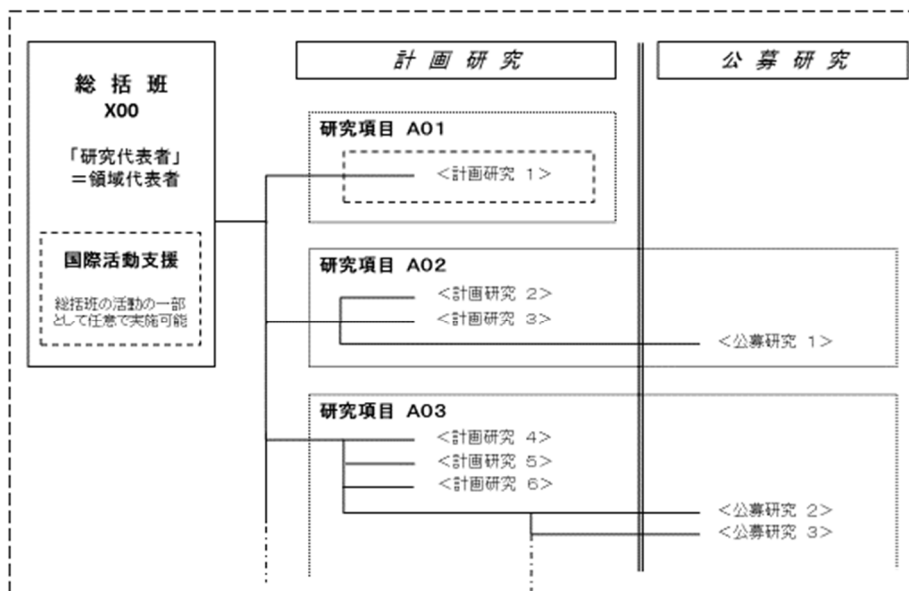 総 括 班
X00
「研究代表者」
＝領域代表者
国際活動支援
総括班の活動の一部
として任意で実施可能
計 画 研 究
公 募 研 究
研究項目 A01
＜計画研究 1＞
研究項目 A02
＜計画研究 2＞
＜計画研究 3＞
＜公募研究 1＞
研究項目 A03
＜計画研究 4＞
＜計画研究 5＞
＜計画研究 6＞
＜公募研究 2＞
＜公募研究 3＞